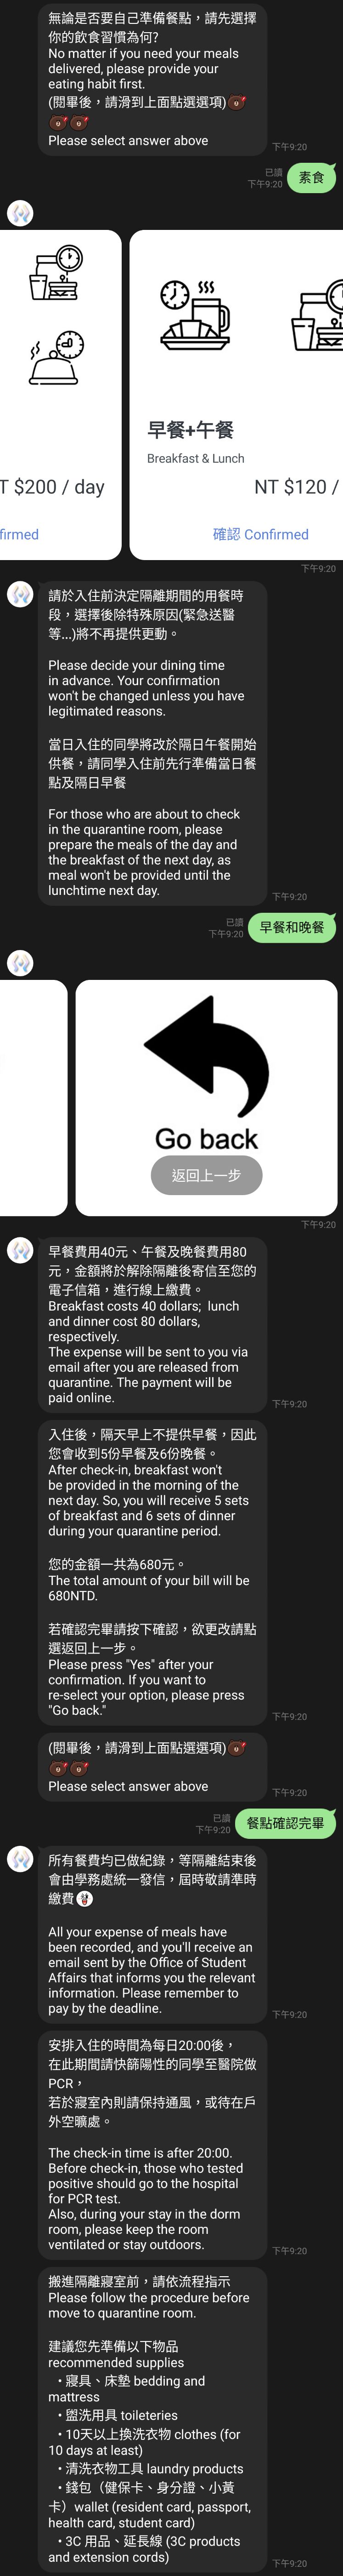 無論是否要自己準備餐點，請先選擇
你的飲食習慣為何?
No matter if you need your meals
delivered, please provide your
eating habit first.
(閱畢後，請滑到上面點選選項)
Please select answer above
下午9:20
已讀
下午9:20
素食
早餐+午餐
Breakfast & Lunch
T $200 / day
NT $120 /
firmed
確認 Confirmed
下午9:20
請於入住前決定隔離期間的用餐時
段，選擇後除特殊原因(緊急送醫
等...)將不再提供更動。
Please decide your dining time
in advance. Your confirmation
won't be changed unless you have
legitimated reasons.
當日入住的同學將改於隔日午餐開始
供餐，請同學入住前先行準備當日餐
點及隔日早餐
For those who are about to check
in the quarantine room, please
prepare the meals of the day and
the breakfast of the next day, as
meal won't be provided until the
lunchtime next day.
下午9:20
已讀
下午9:20
早餐和晚餐
Go back
返回上一步
下午9:20
早餐費用40元、午餐及晚餐費用80
元，金額將於解除隔離後寄信至您的
電子信箱，進行線上繳費。
Breakfast costs 40 dollars;  lunch
and dinner cost 80 dollars,
respectively.
The expense will be sent to you via
email after you are released from
quarantine. The payment will be
paid online.
下午9:20
入住後，隔天早上不提供早餐，因此
您會收到5份早餐及6份晚餐。
After check-in, breakfast won't
be provided in the morning of the
next day. So, you will receive 5 sets
of breakfast and 6 sets of dinner
during your quarantine period.
您的金額一共為680元。
The total amount of your bill will be
680NTD.
若確認完畢請按下確認，欲更改請點
選返回上一步。
Please press "Yes" after your
confirmation. If you want to
re-select your option, please press
"Go back."
下午9:20
(閱畢後，請滑到上面點選選項)
Please select answer above
下午9:20
已讀
下午9:20
餐點確認完畢
所有餐費均已做紀錄，等隔離結束後
會由學務處統一發信，屆時敬請準時
繳費
All your expense of meals have
been recorded, and you'll receive an
email sent by the Office of Student
Affairs that informs you the relevant
information. Please remember to
pay by the deadline.
下午9:20
安排入住的時間為每日20:00後，
在此期間請快篩陽性的同學至醫院做
PCR，
若於寢室內則請保持通風，或待在戶
外空曠處。
The check-in time is after 20:00.
Before check-in, those who tested
positive should go to the hospital
for PCR test.
Also, during your stay in the dorm
room, please keep the room
ventilated or stay outdoors.
下午9:20
搬進隔離寢室前，請依流程指示
Please follow the procedure before
move to quarantine room.
建議您先準備以下物品
recommended supplies
• 寢具、床墊 bedding and
mattress
• 盥洗用具 toileteries
• 10天以上換洗衣物 clothes (for
10 days at least)
• 清洗衣物工具 laundry products
• 錢包（健保卡、身分證、小黃
卡）wallet (resident card, passport,
health card, student card)
• 3C 用品、延長線 (3C products
and extension cords)
下午9:20